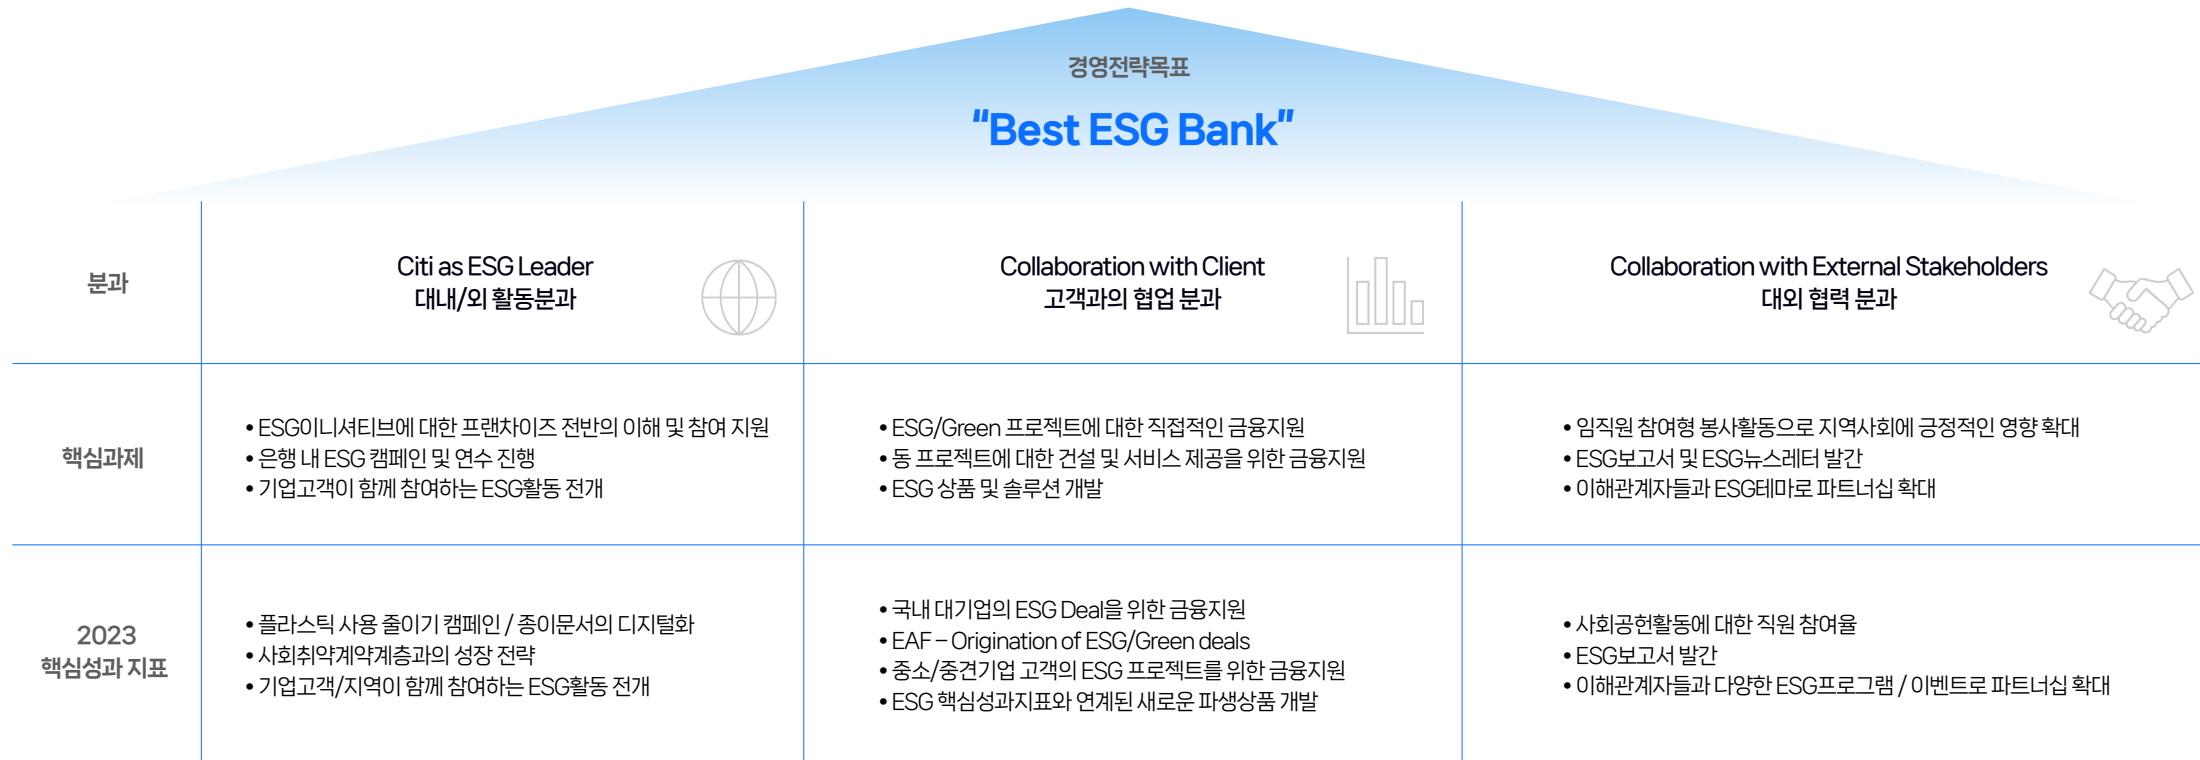 경영전략목표
“Best ESG Bank”
분과
Citi as ESG Leader
대내/외 활동분과
Collaboration with Client
고객과의 협업 분과
Collaboration with External Stakeholders
대외 협력 분과
핵심과제
• ESG이니셔티브에 대한 프랜차이즈 전반의 이해 및 참여 지원
• 은행 내 ESG 캠페인 및 연수 진행
• 기업고객이 함께 참여하는 ESG활동 전개
• ESG/Green 프로젝트에 대한 직접적인 금융지원
• 동 프로젝트에 대한 건설 및 서비스 제공을 위한 금융지원
• ESG 상품 및 솔루션 개발
• 임직원 참여형 봉사활동으로 지역사회에 긍정적인 영향 확대
• ESG보고서 및 ESG뉴스레터 발간
• 이해관계자들과 ESG테마로 파트너십 확대
2023
핵심성과 지표
• 플라스틱 사용 줄이기 캠페인 / 종이문서의 디지털화
• 사회취약계약계층과의 성장 전략
• 기업고객/지역이 함께 참여하는 ESG활동 전개
• 국내 대기업의 ESG Deal을 위한 금융지원
• EAF – Origination of ESG/Green deals
• 중소/중견기업 고객의 ESG 프로젝트를 위한 금융지원
• ESG 핵심성과지표와 연계된 새로운 파생상품 개발
• 사회공헌활동에 대한 직원 참여율
• ESG보고서 발간
• 이해관계자들과 다양한 ESG프로그램 / 이벤트로 파트너십 확대